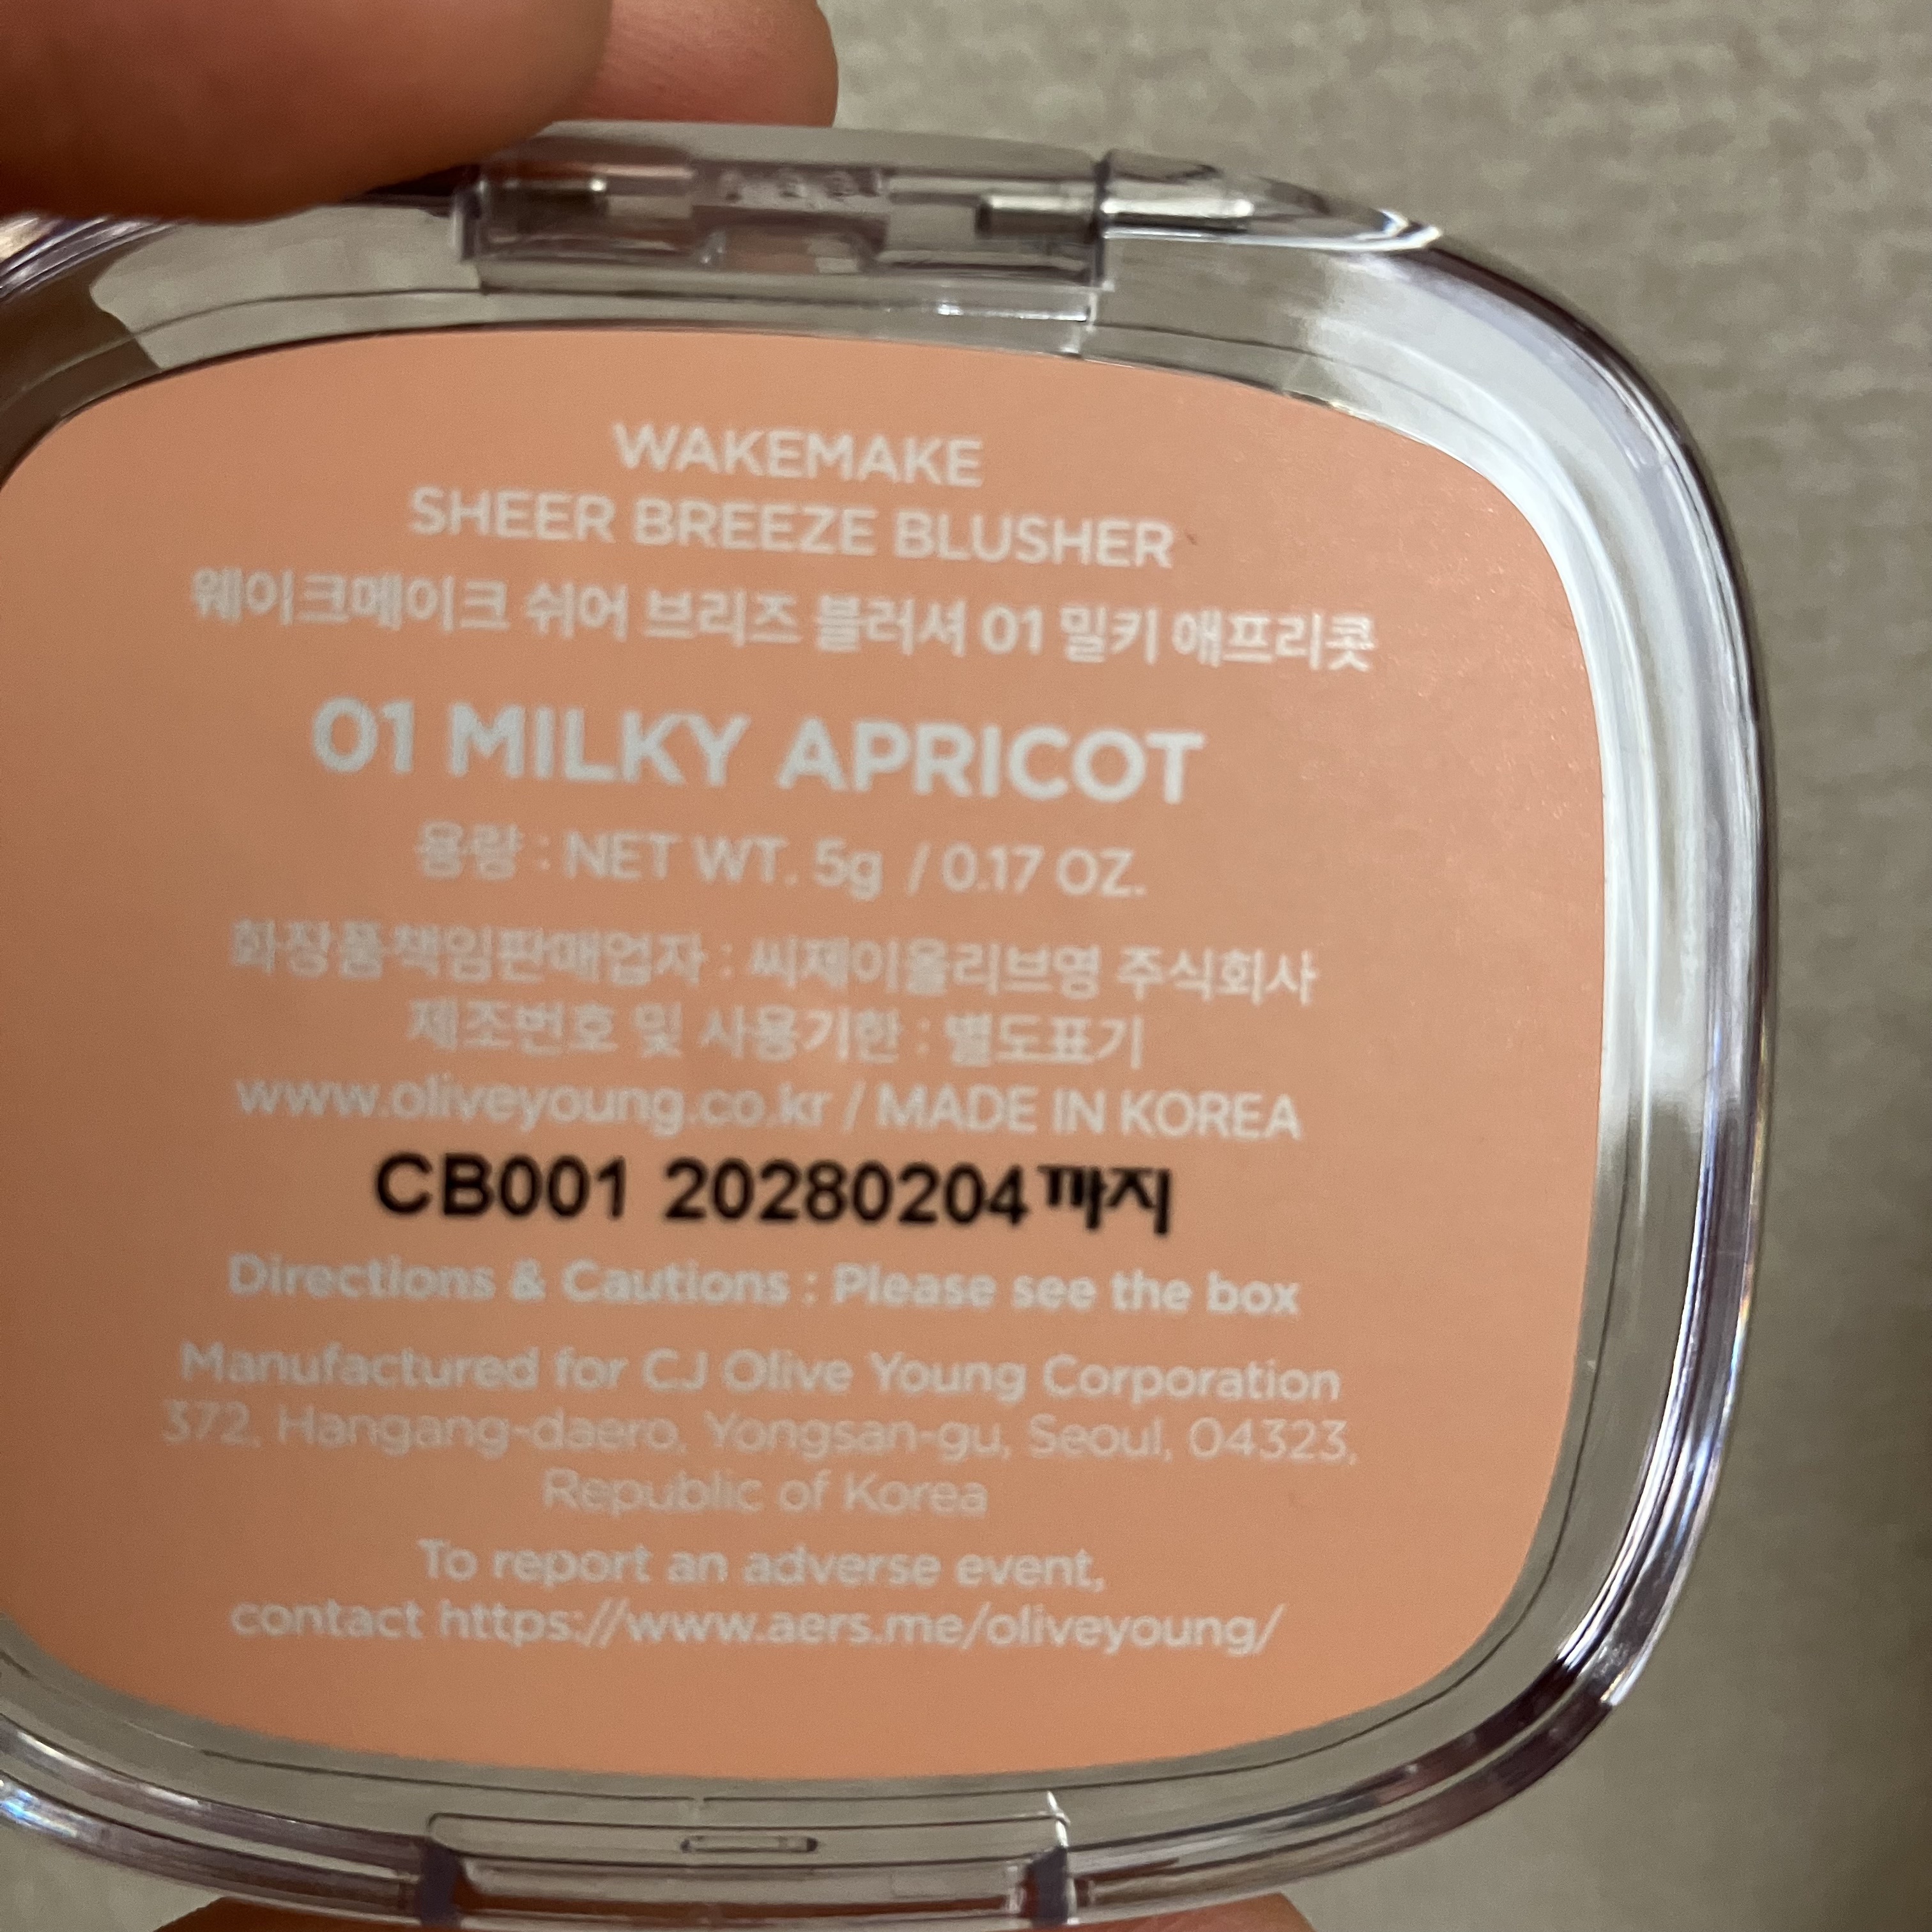 WAKEMAKE
SHEER BREEZE BLUSHER
웨이크메이크 쉬어 브리즈 블러셔 01 밀키 애프리콧
01 MILKY APRICOT
용량 : NET WT. 5g / 0.17 OZ.
화장품책임판매업자 : 씨제이올리브영 주식회사
제조번호 및 사용기한 : 별도표기
www.oliveyoung.co.kr / MADE IN KOREA
CB001 20280204까지
Directions & Cautions : Please see the box
Manufactured for CJ Olive Young Corporation
372, Hangang-daero, Yongsan-gu, Seoul, 04323,
Republic of Korea
To report an adverse event,
contact https://www.aers.me/oliveyoung/